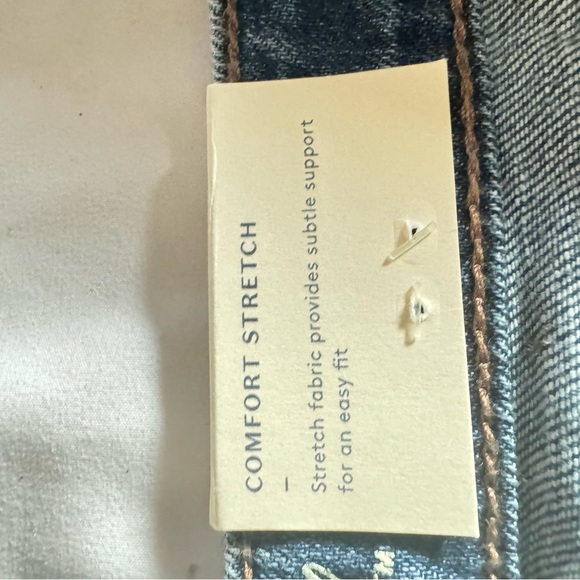 COMFORT STRETCH
—
Stretch fabric provides subtle support
for an easy fit